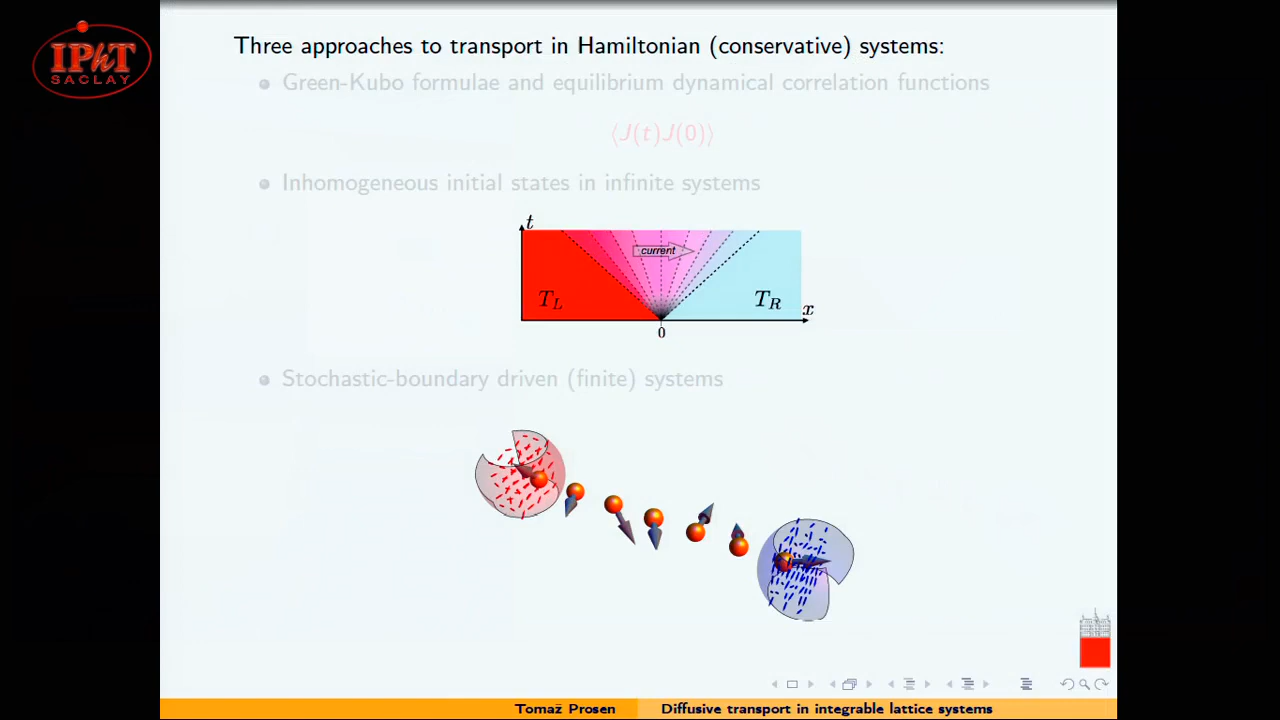 IPhT
SACLAY
Three approaches to transport in Hamiltonian (conservative) systems:
Green-Kubo formulae and equilibrium dynamical correlation functions
⟨J(t)J(0)⟩
Inhomogeneous initial states in infinite systems
t
current
T_L
T_R
x
0
Stochastic-boundary driven (finite) systems
Tomaž Prosen
Diffusive transport in integrable lattice systems